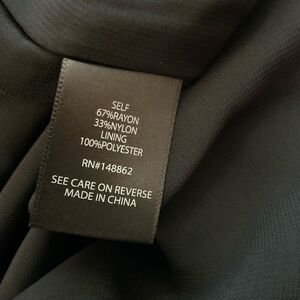 SELF
67%RAYON
33%NYLON
LINING
100%POLYESTER
RN#148862
SEE CARE ON REVERSE
MADE IN CHINA